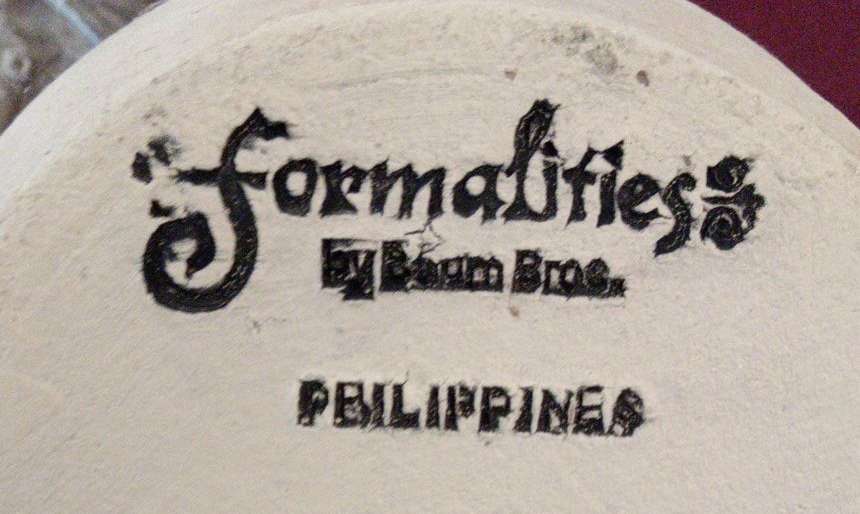 Formalities
by Baum Bros.
PHILIPPINES